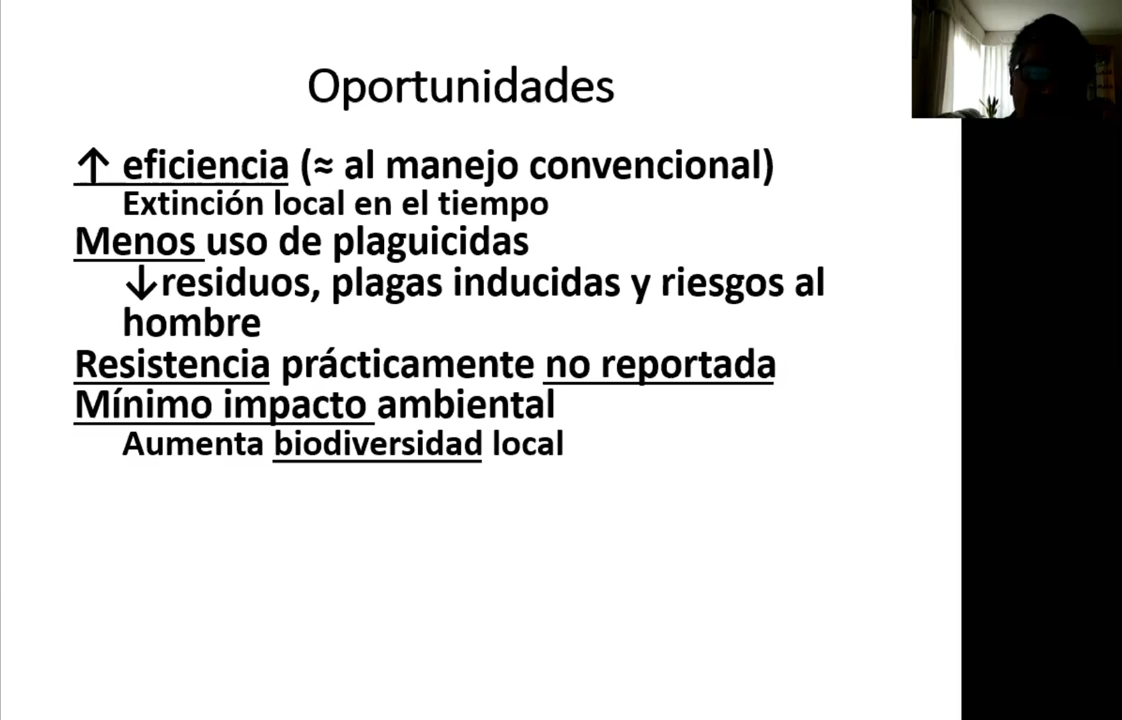 Oportunidades
↑ eficiencia (≈ al manejo convencional)
Extinción local en el tiempo
Menos uso de plaguicidas
↓residuos, plagas inducidas y riesgos al
hombre
Resistencia prácticamente no reportada
Mínimo impacto ambiental
Aumenta biodiversidad local